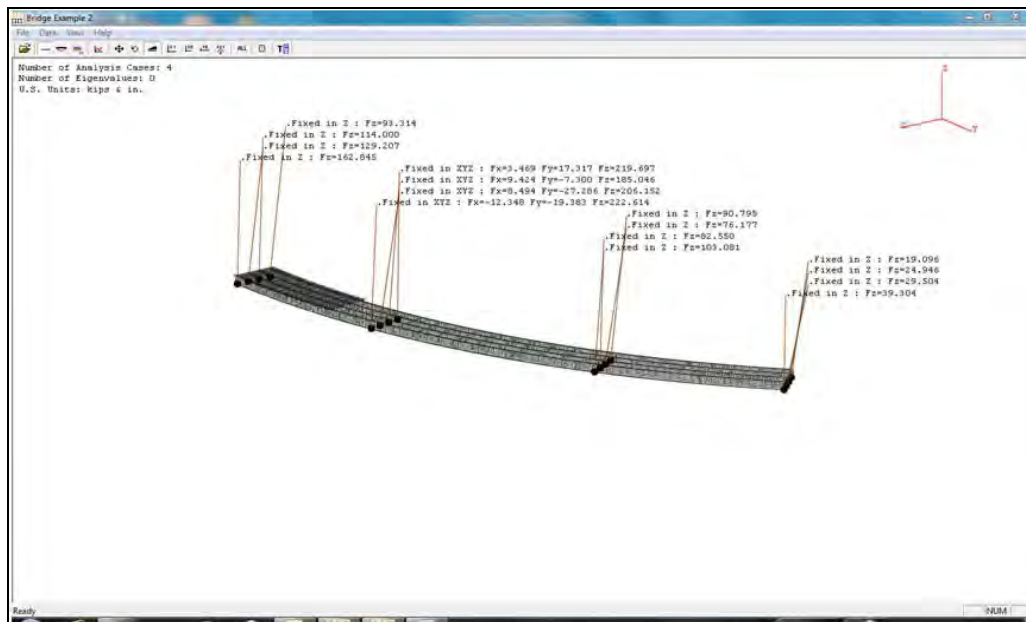 Bridge Example 2
File Data View Help
Number of Analysis Cases: 4
Number of Eigenvalues: 0
U.S. Units: kips & in.
.Fixed in Z : Fz=93.314
.Fixed in Z : Fz=114.000
.Fixed in Z : Fz=129.207
.Fixed in Z : Fz=162.845
.Fixed in XYZ : Fx=3.469 Fy=17.317 Fz=219.697
.Fixed in XYZ : Fx=9.424 Fy=-7.300 Fz=185.046
.Fixed in XYZ : Fx=8.494 Fy=-27.286 Fz=206.152
.Fixed in XYZ : Fx=-12.348 Fy=-19.383 Fz=222.614
.Fixed in Z : Fz=90.799
.Fixed in Z : Fz=76.177
.Fixed in Z : Fz=82.550
.Fixed in Z : Fz=103.081
.Fixed in Z : Fz=19.096
.Fixed in Z : Fz=24.946
.Fixed in Z : Fz=29.504
.Fixed in Z : Fz=39.304
Z
Y
Ready
NUM